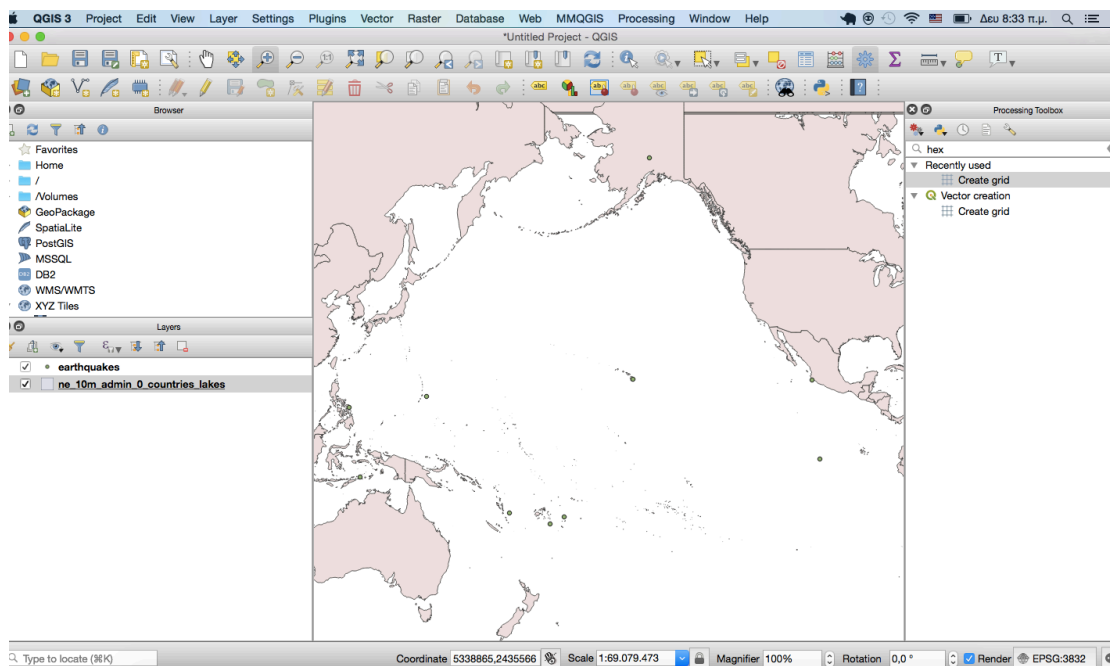 QGIS 3 Project Edit View Layer Settings Plugins Vector Raster Database Web MMQGIS Processing Window Help Δευ 8:33 π.μ.
*Untitled Project - QGIS
Browser
Favorites
Home
/
/Volumes
GeoPackage
SpatiaLite
PostGIS
MSSQL
DB2
WMS/WMTS
XYZ Tiles
Layers
earthquakes
ne_10m_admin_0_countries_lakes
Processing Toolbox
hex
Recently used
Create grid
Vector creation
Create grid
Type to locate (⌘K) Coordinate 5338865,2435566 Scale 1:69.079.473 Magnifier 100% Rotation 0,0 ° Render EPSG:3832